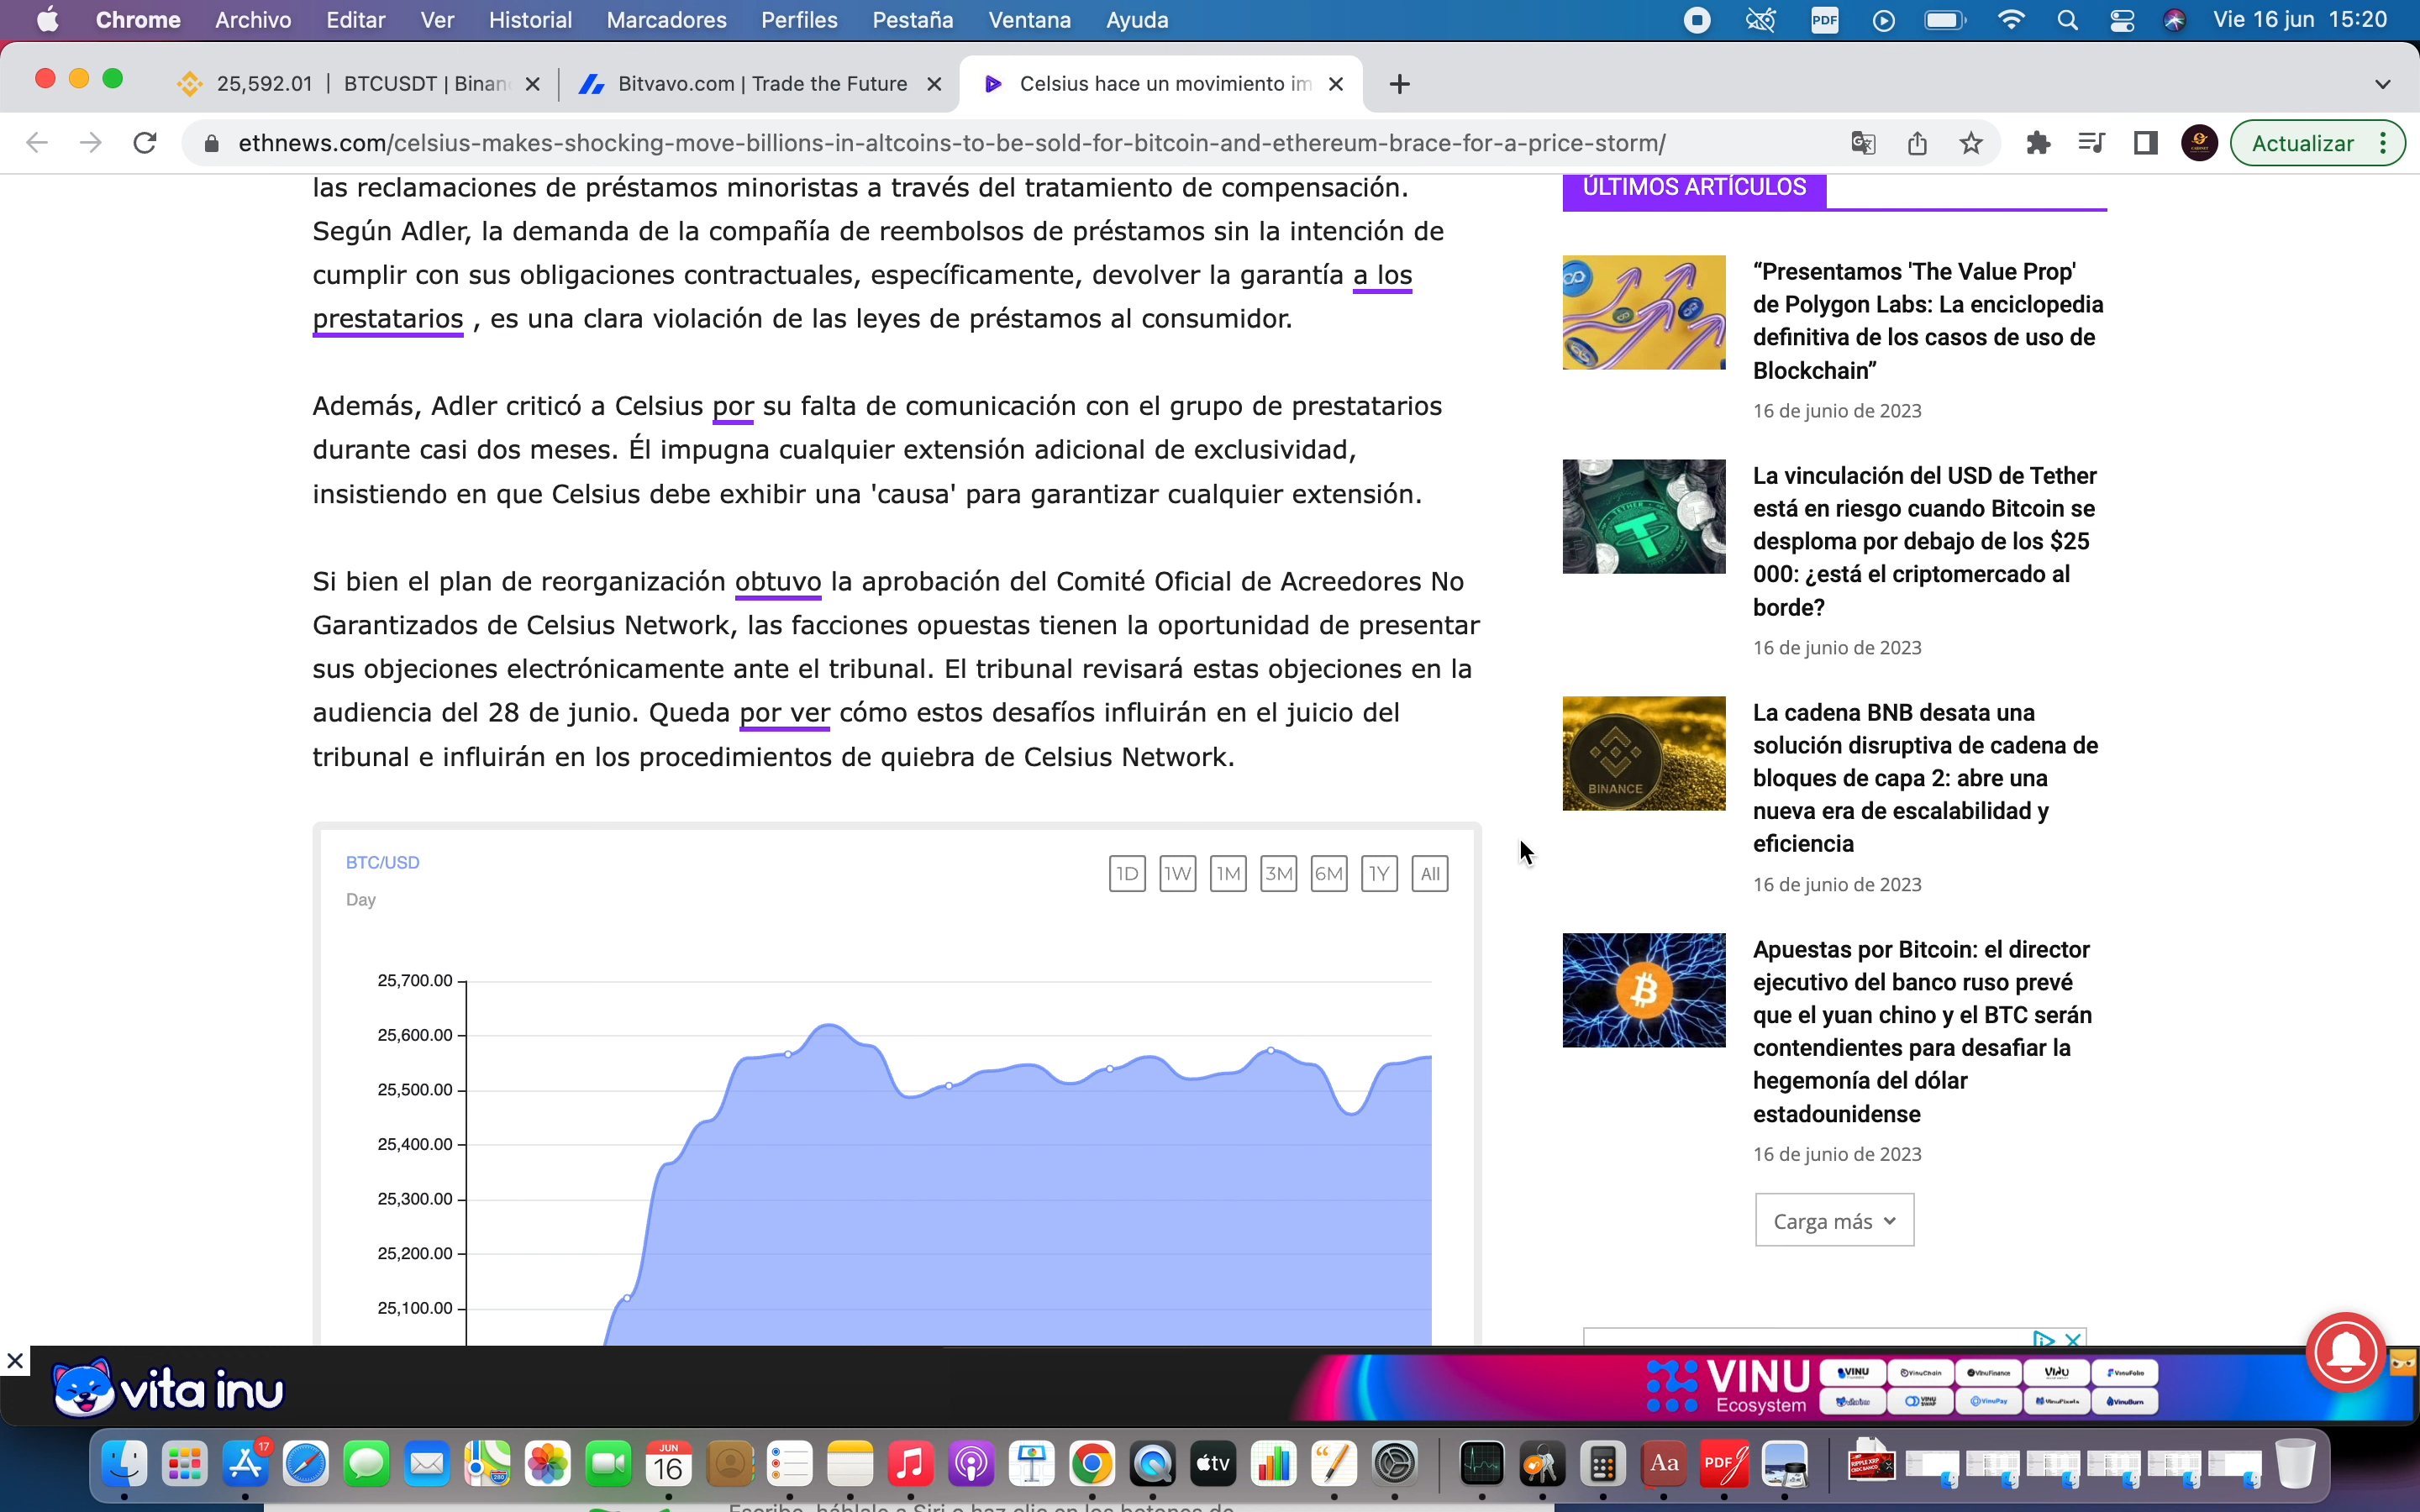 Chrome Archivo Editar Ver Historial Marcadores Perfiles Pestaña Ventana Ayuda
PDF
Vie 16 jun 15:20
25,592.01 | BTCUSDT | Binan
Bitvavo.com | Trade the Future
Celsius hace un movimiento im
ethnews.com/celsius-makes-shocking-move-billions-in-altcoins-to-be-sold-for-bitcoin-and-ethereum-brace-for-a-price-storm/
Actualizar
las reclamaciones de préstamos minoristas a través del tratamiento de compensación.
Según Adler, la demanda de la compañía de reembolsos de préstamos sin la intención de
cumplir con sus obligaciones contractuales, específicamente, devolver la garantía a los
prestatarios , es una clara violación de las leyes de préstamos al consumidor.
Además, Adler criticó a Celsius por su falta de comunicación con el grupo de prestatarios
durante casi dos meses. Él impugna cualquier extensión adicional de exclusividad,
insistiendo en que Celsius debe exhibir una 'causa' para garantizar cualquier extensión.
Si bien el plan de reorganización obtuvo la aprobación del Comité Oficial de Acreedores No
Garantizados de Celsius Network, las facciones opuestas tienen la oportunidad de presentar
sus objeciones electrónicamente ante el tribunal. El tribunal revisará estas objeciones en la
audiencia del 28 de junio. Queda por ver cómo estos desafíos influirán en el juicio del
tribunal e influirán en los procedimientos de quiebra de Celsius Network.
BTC/USD
Day
1D 1W 1M 3M 6M 1Y All
25,700.00
25,600.00
25,500.00
25,400.00
25,300.00
25,200.00
25,100.00
ÚLTIMOS ARTÍCULOS
“Presentamos 'The Value Prop'
de Polygon Labs: La enciclopedia
definitiva de los casos de uso de
Blockchain”
16 de junio de 2023
TETHER
La vinculación del USD de Tether
está en riesgo cuando Bitcoin se
desploma por debajo de los $25
000: ¿está el criptomercado al
borde?
16 de junio de 2023
BINANCE
La cadena BNB desata una
solución disruptiva de cadena de
bloques de capa 2: abre una
nueva era de escalabilidad y
eficiencia
16 de junio de 2023
Apuestas por Bitcoin: el director
ejecutivo del banco ruso prevé
que el yuan chino y el BTC serán
contendientes para desafiar la
hegemonía del dólar
estadounidense
16 de junio de 2023
Carga más
vita inu
VINU
Ecosystem
VINU VinuChain VinuFinance VINU VinuFolio
VINU SWAP VinuPay VinuPixels VinuBurn
17
JUN
16
280
tv
Aa
PDF